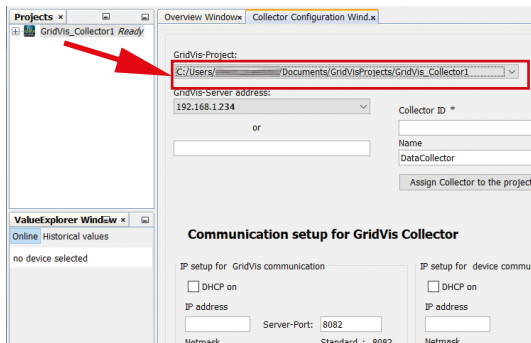 Projects ×
GridVis_Collector1 Ready
Overview Window× Collector Configuration Wind.×
GridVis-Project:
C:/Users/ /Documents/GridVisProjects/GridVis_Collector1
GridVis-Server address:
192.168.1.234
or
Collector ID *
Name
DataCollector
Assign Collector to the project
ValueExplorer Window ×
Online Historical values
no device selected
Communication setup for GridVis Collector
IP setup for GridVis communication
DHCP on
IP address
Server-Port: 8082
Netmask Standard : 8082
IP setup for device commu
DHCP on
IP address
Netmask